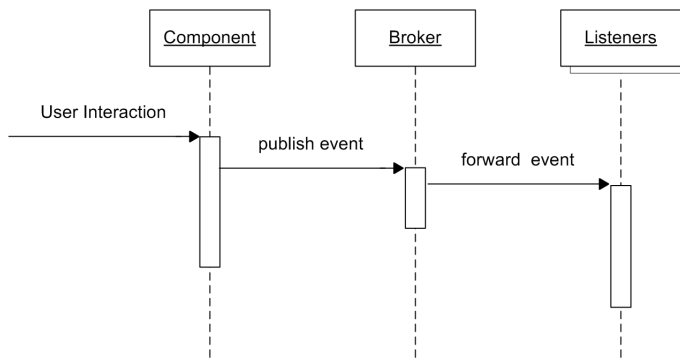 Component
Broker
Listeners
User Interaction
publish event
forward event